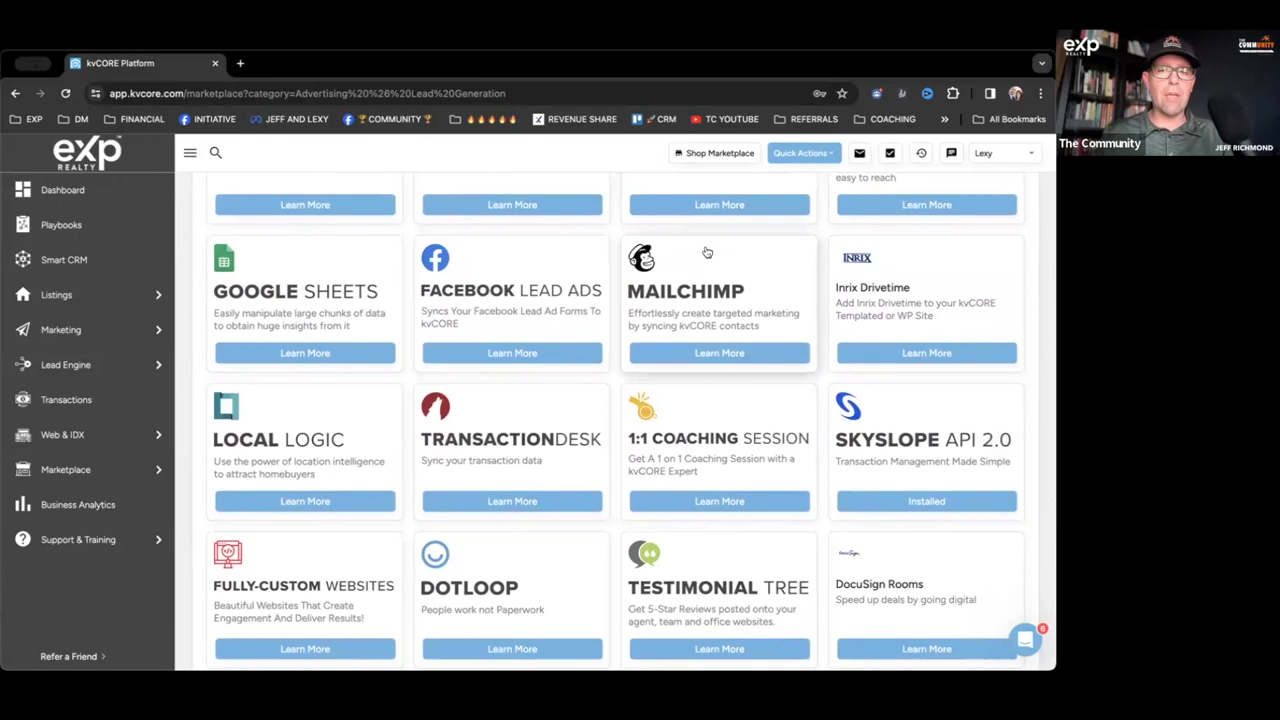 kvCORE Platform
app.kvcore.com/marketplace?category=Advertising%20%26%20Lead%20Generation
EXP
DM
FINANCIAL
INITIATIVE
JEFF AND LEXY
COMMUNITY
REVENUE SHARE
CRM
TC YOUTUBE
REFERRALS
COACHING
All Bookmarks
exp
REALTY
Shop Marketplace
Quick Actions
Lexy
Dashboard
Playbooks
Smart CRM
Listings
Marketing
Lead Engine
Transactions
Web & IDX
Marketplace
Business Analytics
Support & Training
Refer a Friend
easy to reach
Learn More
Learn More
Learn More
Learn More
GOOGLE SHEETS
Easily manipulate large chunks of data
to obtain huge insights from it
Learn More
FACEBOOK LEAD ADS
Syncs Your Facebook Lead Ad Forms To
kvCORE
Learn More
MAILCHIMP
Effortlessly create targeted marketing
by syncing kvCORE contacts
Learn More
INRIX
Inrix Drivetime
Add Inrix Drivetime to your kvCORE
Templated or WP Site
Learn More
LOCAL LOGIC
Use the power of location intelligence
to attract homebuyers
Learn More
TRANSACTIONDESK
Sync your transaction data
Learn More
1:1 COACHING SESSION
Get A 1 on 1 Coaching Session with a
kvCORE Expert
Learn More
SKYSLOPE API 2.0
Transaction Management Made Simple
Installed
FULLY-CUSTOM WEBSITES
Beautiful Websites That Create
Engagement And Deliver Results!
Learn More
DOTLOOP
People work not Paperwork
Learn More
TESTIMONIAL TREE
Get 5-Star Reviews posted onto your
agent, team and office websites.
Learn More
DocuSign
DocuSign Rooms
Speed up deals by going digital
Learn More
6
exp
REALTY
THE
COMMUNITY
The Community
JEFF RICHMOND